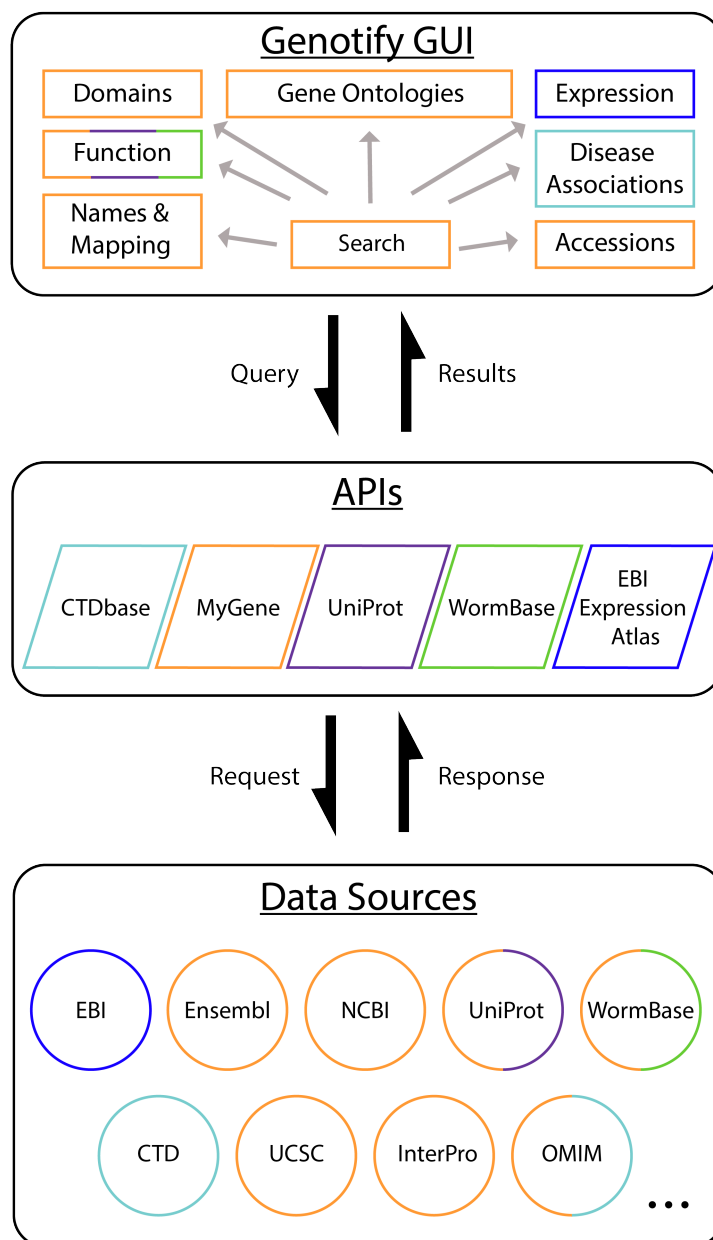 Genotify GUI
Domains
Gene Ontologies
Expression
Function
Disease
Associations
Names &
Mapping
Search
Accessions
Query
Results
APIs
CTDbase
MyGene
UniProt
WormBase
EBI
Expression
Atlas
Request
Response
Data Sources
EBI
Ensembl
NCBI
UniProt
WormBase
CTD
UCSC
InterPro
OMIM
...